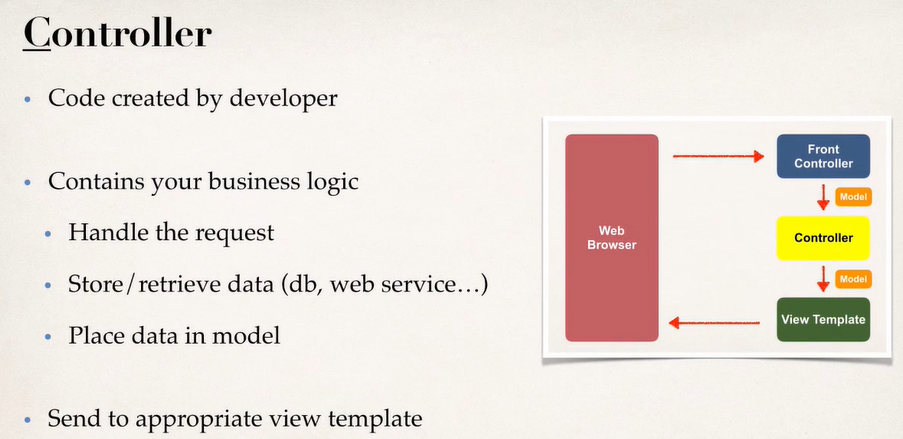 Controller
• Code created by developer
• Contains your business logic
• Handle the request
• Store/retrieve data (db, web service…)
• Place data in model
• Send to appropriate view template
Web
Browser
Front
Controller
Model
Controller
Model
View Template